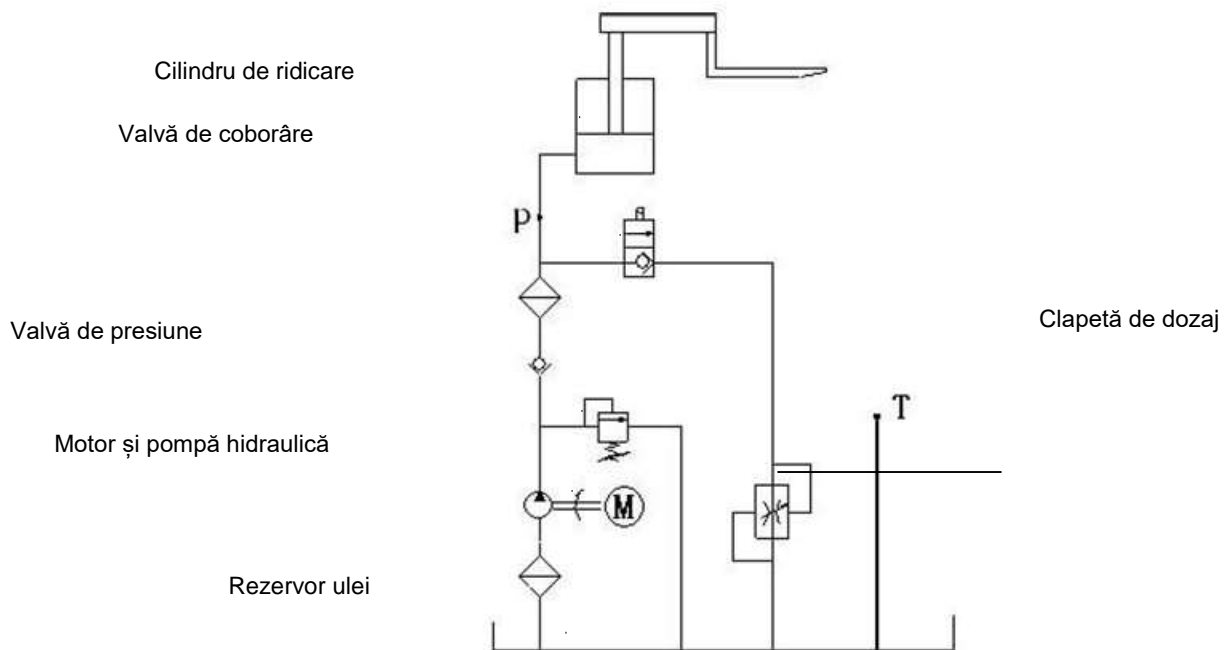 Cilindru de ridicare
Valvă de coborâre
p
Valvă de presiune
Clapetă de dozaj
T
Motor și pompă hidraulică
M
Rezervor ulei